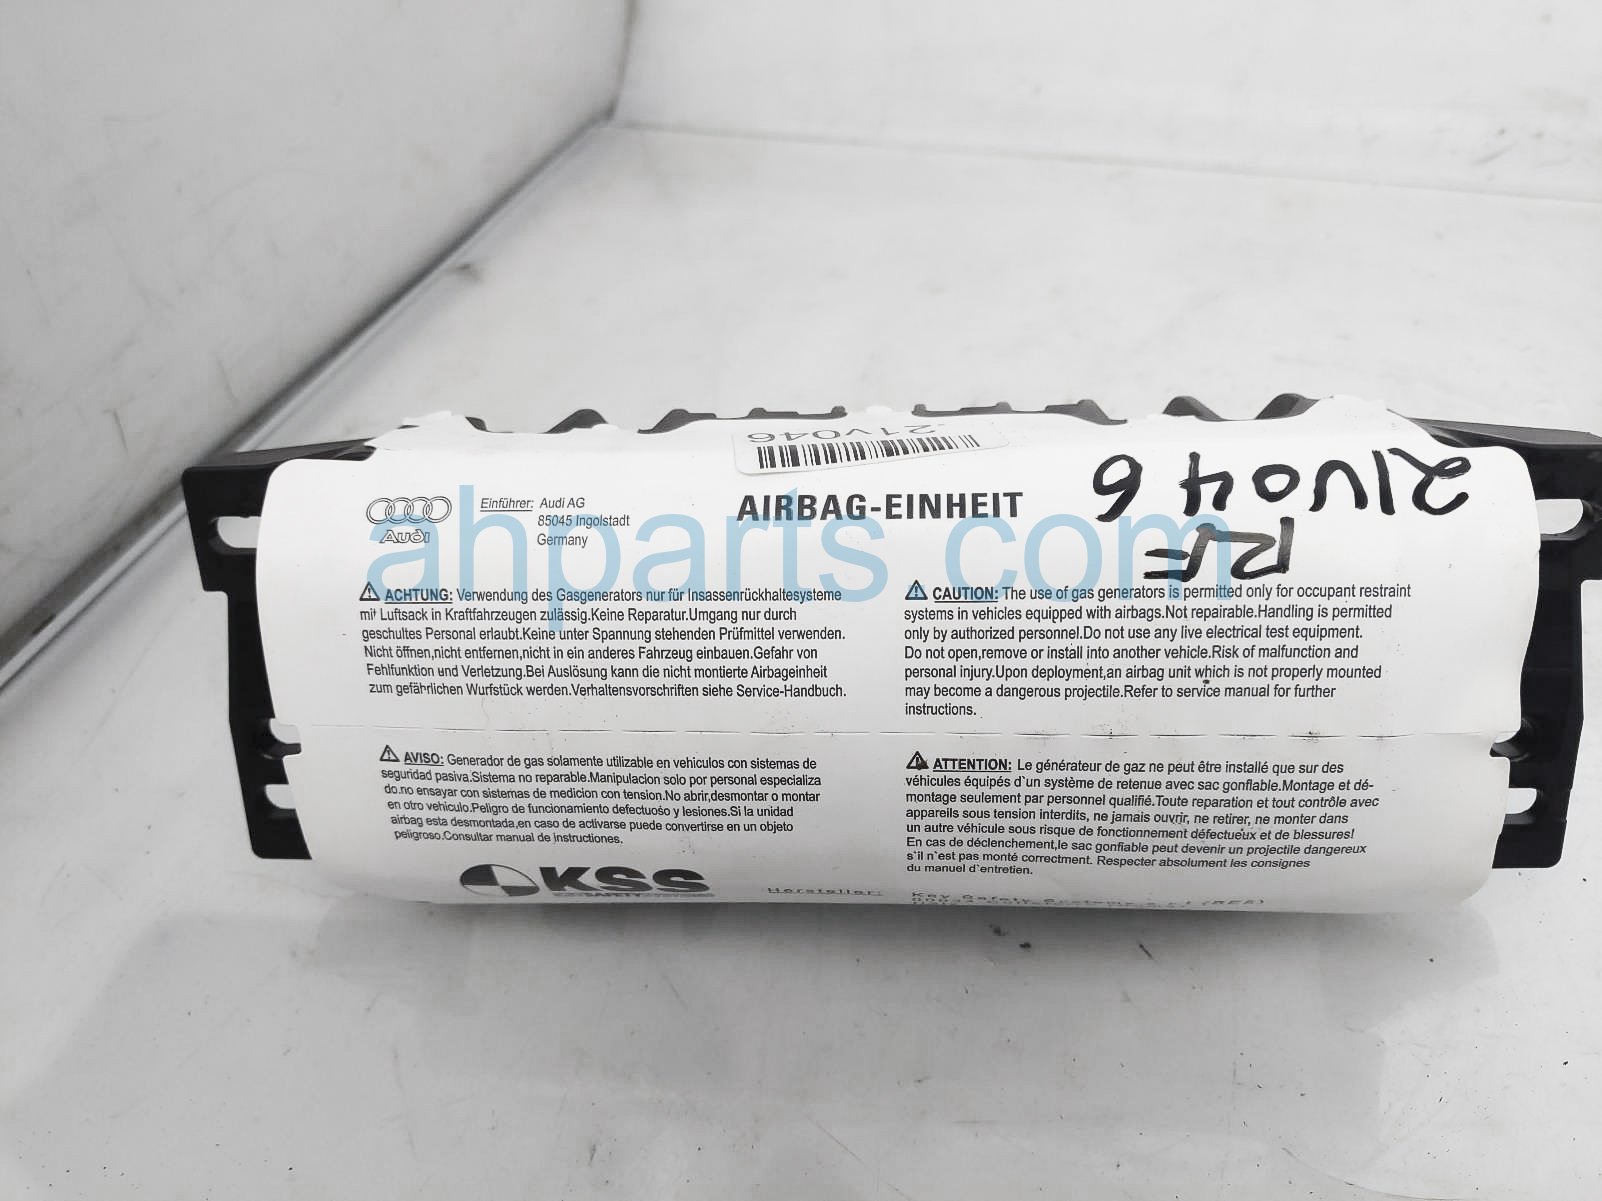 21V046
21V046
RF
Audi
Einführer: Audi AG
85045 Ingolstadt
Germany
AIRBAG-EINHEIT
ahparts.com
ACHTUNG: Verwendung des Gasgenerators nur für Insassenrückhaltesysteme
mit Luftsack in Kraftfahrzeugen zulässig.Keine Reparatur.Umgang nur durch
geschultes Personal erlaubt.Keine unter Spannung stehenden Prüfmittel verwenden.
Nicht öffnen,nicht entfernen,nicht in ein anderes Fahrzeug einbauen.Gefahr von
Fehlfunktion und Verletzung.Bei Auslösung kann die nicht montierte Airbageinheit
zum gefährlichen Wurfstück werden.Verhaltensvorschriften siehe Service-Handbuch.
CAUTION: The use of gas generators is permitted only for occupant restraint
systems in vehicles equipped with airbags.Not repairable.Handling is permitted
only by authorized personnel.Do not use any live electrical test equipment.
Do not open,remove or install into another vehicle.Risk of malfunction and
personal injury.Upon deployment,an airbag unit which is not properly mounted
may become a dangerous projectile.Refer to service manual for further
instructions.
AVISO: Generador de gas solamente utilizable en vehiculos con sistemas de
seguridad pasiva.Sistema no reparable.Manipulacion solo por personal especializa
do.no ensayar con sistemas de medicion con tension.No abrir,desmontar o montar
en otro vehiculo.Peligro de funcionamiento defectuoso y lesiones.Si la unidad
airbag esta desmontada,en caso de activarse puede convertirse en un objeto
peligroso.Consultar manual de instructiones.
ATTENTION: Le générateur de gaz ne peut être installé que sur des
véhicules équipés d'un système de retenue avec sac gonflable.Montage et dé-
montage seulement par personnel qualifié.Toute reparation et tout contrôle avec
appareils sous tension interdits, ne jamais ouvrir, ne retirer, ne monter dans
un autre véhicule sous risque de fonctionnement défectueux et de blessures!
En cas de déclenchement,le sac gonfiable peut devenir un projectile dangereux
s'il n'est pas monté correctment. Respecter absolument les consignes
du manuel d'entretien.
KSS
Hersteller: Key Safety Systems